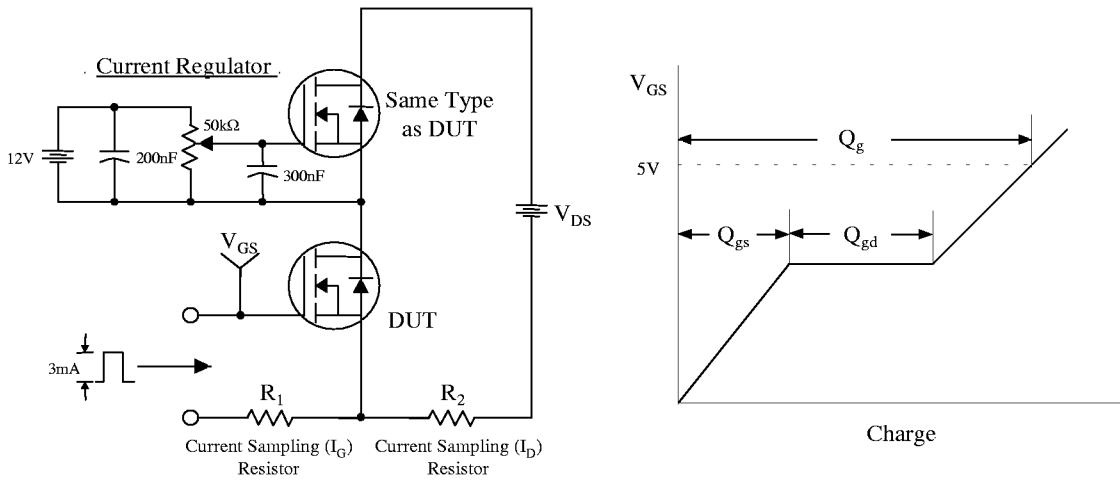 Current Regulator
Same Type
as DUT
12V
200nF
50kΩ
300nF
V_DS
V_GS
DUT
3mA
R_1
R_2
Current Sampling (I_G)
Resistor
Current Sampling (I_D)
Resistor
V_GS
Q_g
5V
Q_gs
Q_gd
Charge